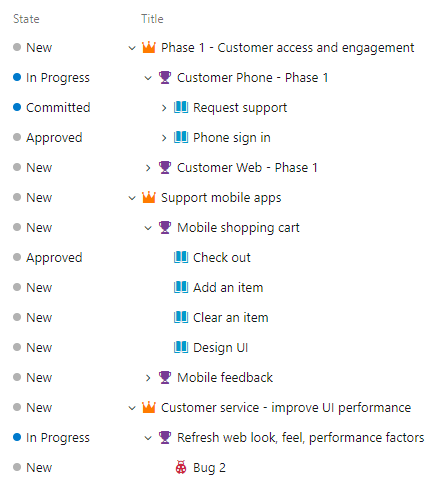 State Title
New Phase 1 - Customer access and engagement
In Progress Customer Phone - Phase 1
Committed Request support
Approved Phone sign in
New Customer Web - Phase 1
New Support mobile apps
New Mobile shopping cart
Approved Check out
New Add an item
New Clear an item
New Design UI
New Mobile feedback
New Customer service - improve UI performance
In Progress Refresh web look, feel, performance factors
New Bug 2